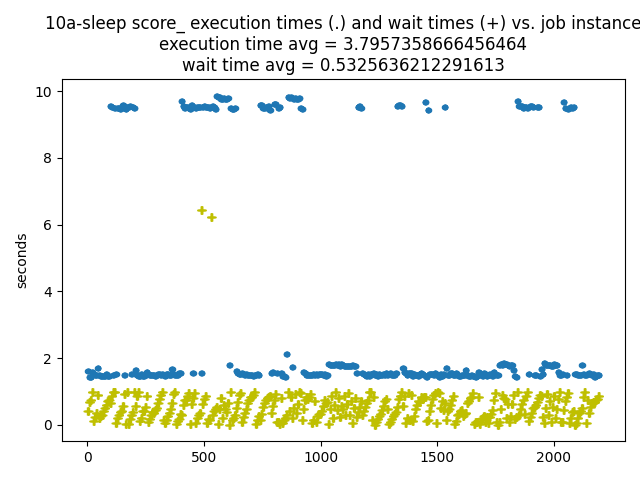 10a-sleep score_ execution times (.) and wait times (+) vs. job instance
execution time avg = 3.7957358666456464
wait time avg = 0.5325636212291613
10
8
6
4
2
0
seconds
0 500 1000 1500 2000